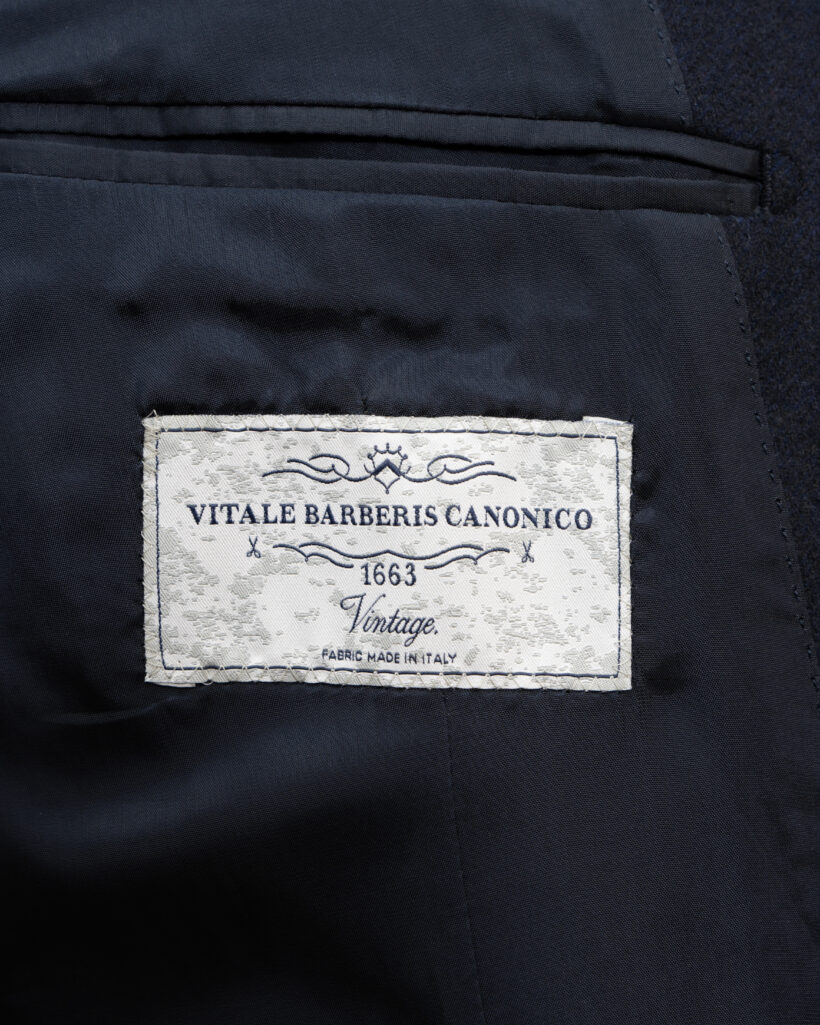 VITALE BARBERIS CANONICO
1663
Vintage.
FABRIC MADE IN ITALY